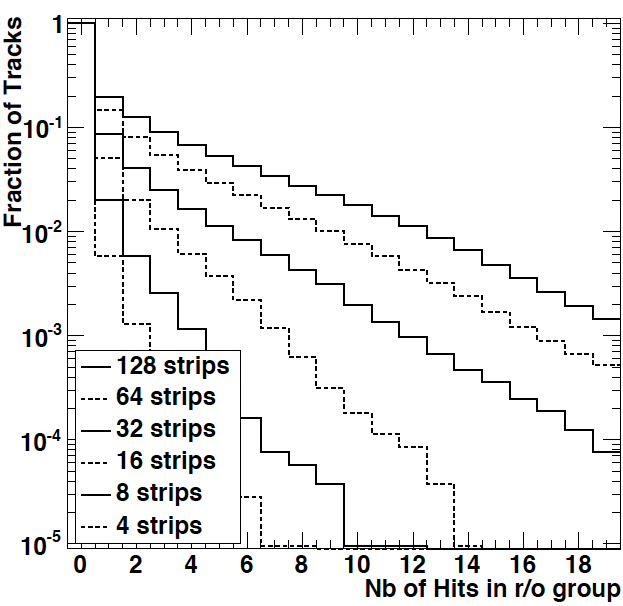 Fraction of Tracks
1
10-1
10-2
10-3
10-4
10-5
128 strips
64 strips
32 strips
16 strips
8 strips
4 strips
0 2 4 6 8 10 12 14 16 18
Nb of Hits in r/o group